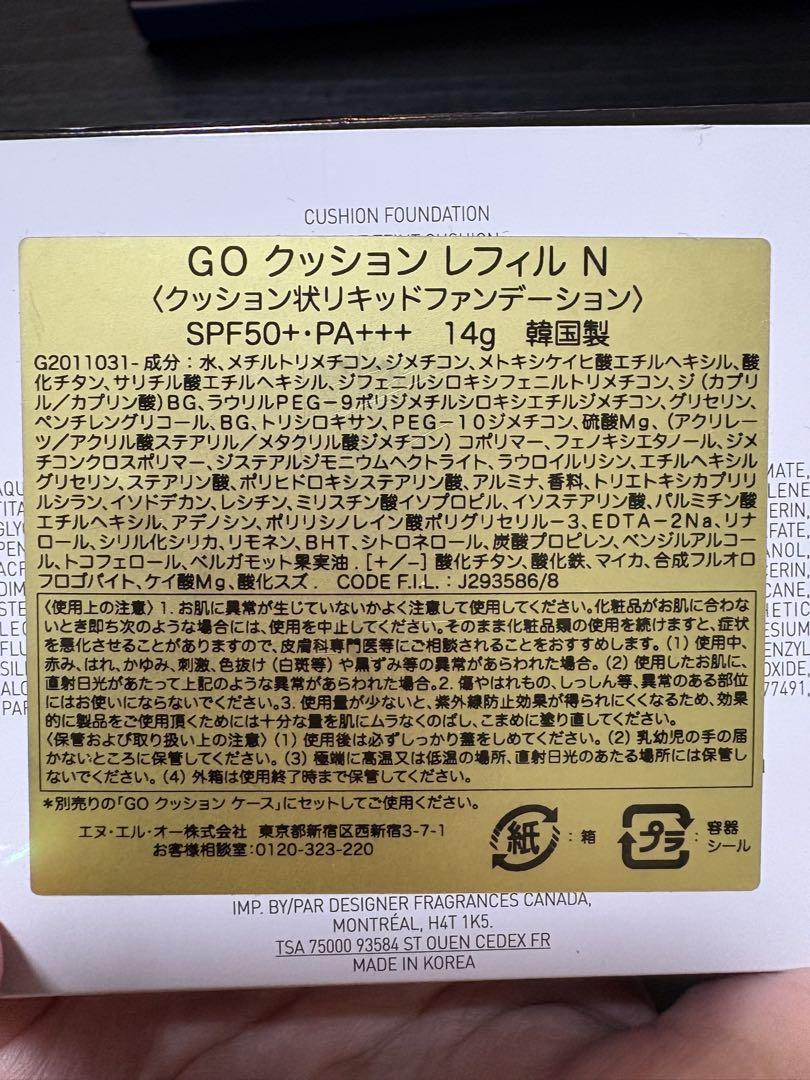 CUSHION FOUNDATION
GO クッション レフィル N
〈クッション状リキッドファンデーション〉
SPF50+・PA+++ 14g 韓国製
G2011031- 成分 : 水、メチルトリメチコン、ジメチコン、メトキシケイヒ酸エチルヘキシル、酸
化チタン、サリチル酸エチルヘキシル、ジフェニルシロキシフェニルトリメチコン、ジ (カプリ
ル／カプリン酸) BG、ラウリルPEG-9ポリジメチルシロキシエチルジメチコン、グリセリン、
ペンチレングリコール、BG、トリシロキサン、PEG-10ジメチコン、硫酸Mg、(アクリレー
ツ／アクリル酸ステアリル／メタクリル酸ジメチコン) コポリマー、フェノキシエタノール、ジメ
チコンクロスポリマー、ジステアルジモニウムヘクトライト、ラウロイルリシン、エチルヘキシル
グリセリン、ステアリン酸、ポリヒドロキシステアリン酸、アルミナ、香料、トリエトキシカプリリ
ルシラン、イソドデカン、レシチン、ミリスチン酸イソプロピル、イソステアリン酸、パルミチン酸
エチルヘキシル、アデノシン、ポリリシノレイン酸ポリグリセリル-3、EDTA-2Na、リナ
ロール、シリル化シリカ、リモネン、BHT、シトロネロール、炭酸プロピレン、ベンジルアルコー
ル、トコフェロール、ベルガモット果実油 . [+/-] 酸化チタン、酸化鉄、マイカ、合成フルオロ
フロゴパイト、ケイ酸Mg、酸化スズ . CODE F.I.L. : J293586/8
〈使用上の注意〉 1. お肌に異常が生じていないかよく注意して使用してください。化粧品がお肌に合わな
いとき即ち次のような場合には、使用を中止してください。そのまま化粧品類の使用を続けますと、症状
を悪化させることがありますので、皮膚科専門医等にご相談されることをおすすめします。(1) 使用中、
赤み、はれ、かゆみ、刺激、色抜け (白斑等) や黒ずみ等の異常があらわれた場合。(2) 使用したお肌に、
直射日光があたって上記のような異常があらわれた場合。2. 傷やはれもの、しっしん等、異常のある部位
にはお使いにならないでください。3. 使用量が少ないと、紫外線防止効果が得られにくくなるため、効果
的に製品をご使用頂くためには十分な量を肌にムラなくのばし、こまめに塗り直してください。
〈保管および取り扱い上の注意〉 (1) 使用後は必ずしっかり蓋をしめてください。(2) 乳幼児の手の届
かないところに保管してください。(3) 極端に高温又は低温の場所、直射日光のあたる場所には保管し
ないでください。(4) 外箱は使用終了時まで保管してください。
*別売りの「GO クッション ケース」にセットしてご使用ください。
エヌ・エル・オー株式会社 東京都新宿区西新宿3-7-1
お客様相談室:0120-323-220
紙 : 箱
プラ : 容器
シール
IMP. BY/PAR DESIGNER FRAGRANCES CANADA,
MONTRÉAL, H4T 1K5.
TSA 75000 93584 ST OUEN CEDEX FR
MADE IN KOREA